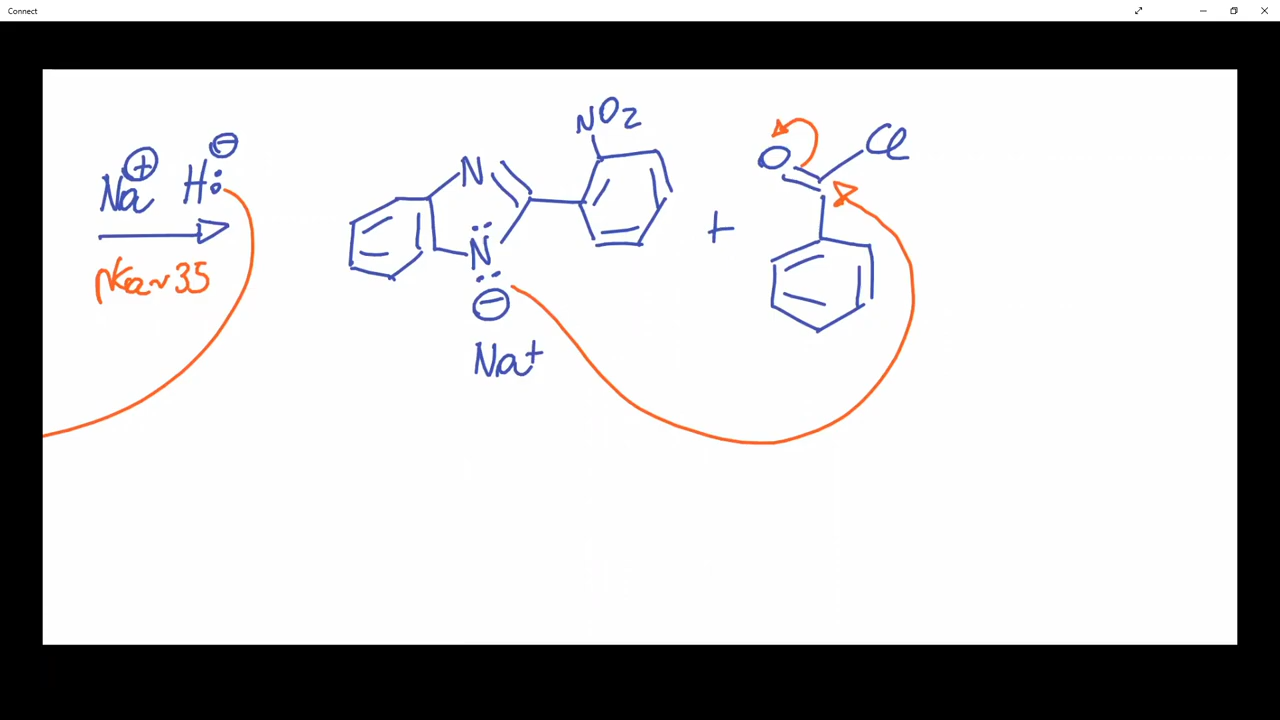 Connect
Na⊕ H:⊖
pKa~35
N
NO2
N
⊖
Na+
+
O
Cl